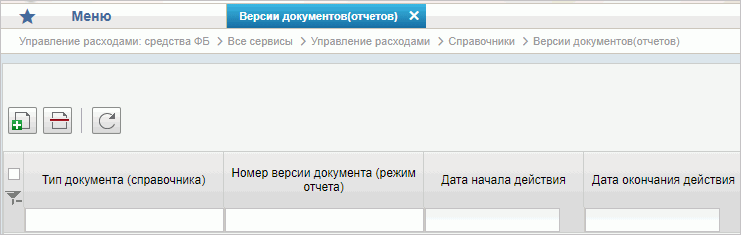 Меню
Версии документов(отчетов)
Управление расходами: средства ФБ > Все сервисы > Управление расходами > Справочники > Версии документов(отчетов)
Тип документа (справочника)
Номер версии документа (режим
отчета)
Дата начала действия
Дата окончания действия